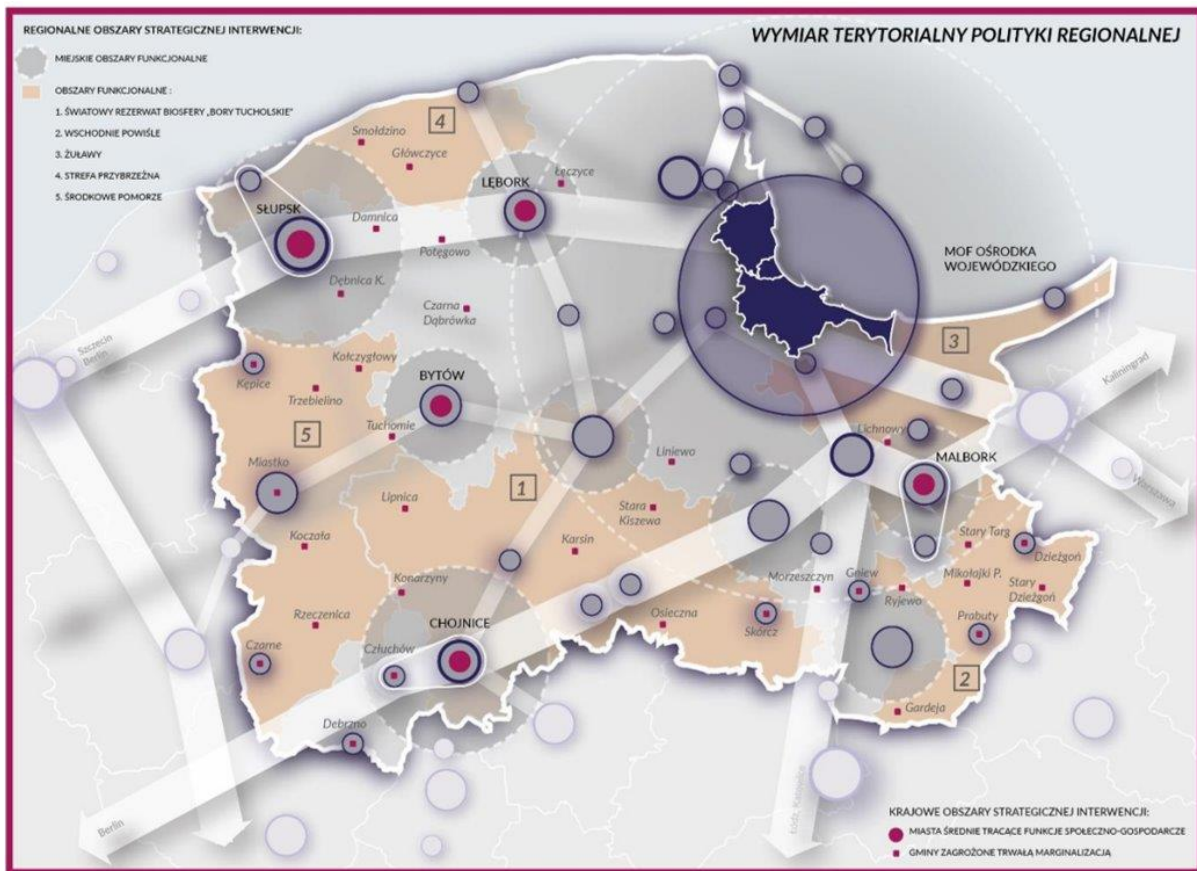 REGIONALNE OBSZARY STRATEGICZNEJ INTERWENCJI:
MIEJSKIE OBSZARY FUNKCJONALNE
OBSZARY FUNKCJONALNE :
1. ŚWIATOWY REZERWAT BIOSFERY „BORY TUCHOLSKIE"
2. WSCHODNIE POWIŚLE
3. ŻUŁAWY
4. STREFA PRZYBRZEŻNA
5. ŚRODKOWE POMORZE
WYMIAR TERYTORIALNY POLITYKI REGIONALNEJ
4
Smołdzino
Główczyce
LĘBORK
Łęczyce
SŁUPSK
Damnica
Potęgowo
MOF OŚRODKA
WOJEWÓDZKIEGO
Dębnica K.
Czarna
Dąbrówka
Szczecin
Berlin
3
Kaliningrad
Kępice
Kołczygłowy
Trzebielino
BYTÓW
Tuchomie
5
Miastko
Lichnowy
MALBORK
Warszawa
Liniewo
1
Lipnica
Stara
Kiszewa
Koczała
Karsin
Stary Targ
Dzieżgoń
Konarzyny
Morzeszczyn
Gniew
Mikołajki P.
Ryjewo
Stary
Dzieżgoń
Rzeczenica
CHOJNICE
Osieczna
Skórcz
Prabuty
Czarne
Człuchów
2
Gardeja
Debrzno
Berlin
Łódź, Katowice
KRAJOWE OBSZARY STRATEGICZNEJ INTERWENCJI:
MIASTA ŚREDNIE TRACĄCE FUNKCJE SPOŁECZNO-GOSPODARCZE
GMINY ZAGROŻONE TRWAŁĄ MARGINALIZACJĄ